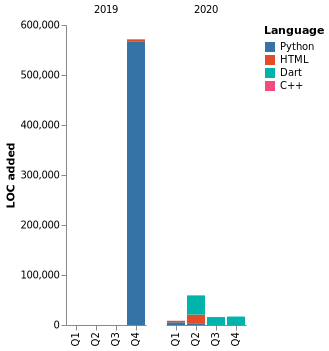 2019 2020
Language
Python
HTML
Dart
C++
LOC added
600,000
500,000
400,000
300,000
200,000
100,000
0
Q1 Q2 Q3 Q4 Q1 Q2 Q3 Q4